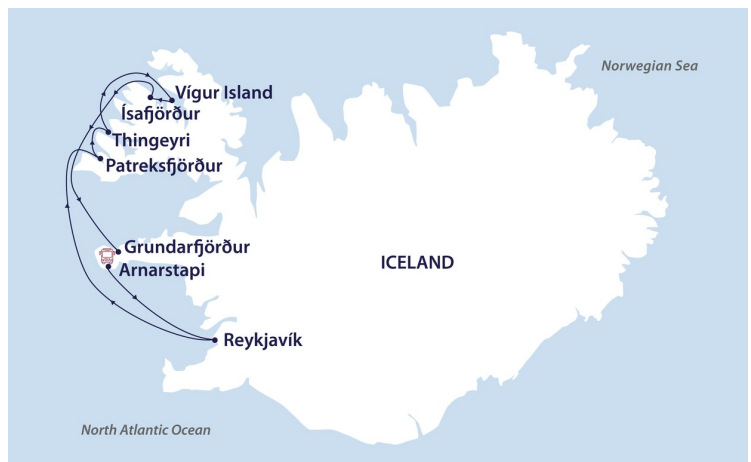 Norwegian Sea
Vígur Island
Ísafjörður
Thingeyri
Patreksfjörður
Grundarfjörður
ICELAND
Arnarstapi
Reykjavík
North Atlantic Ocean